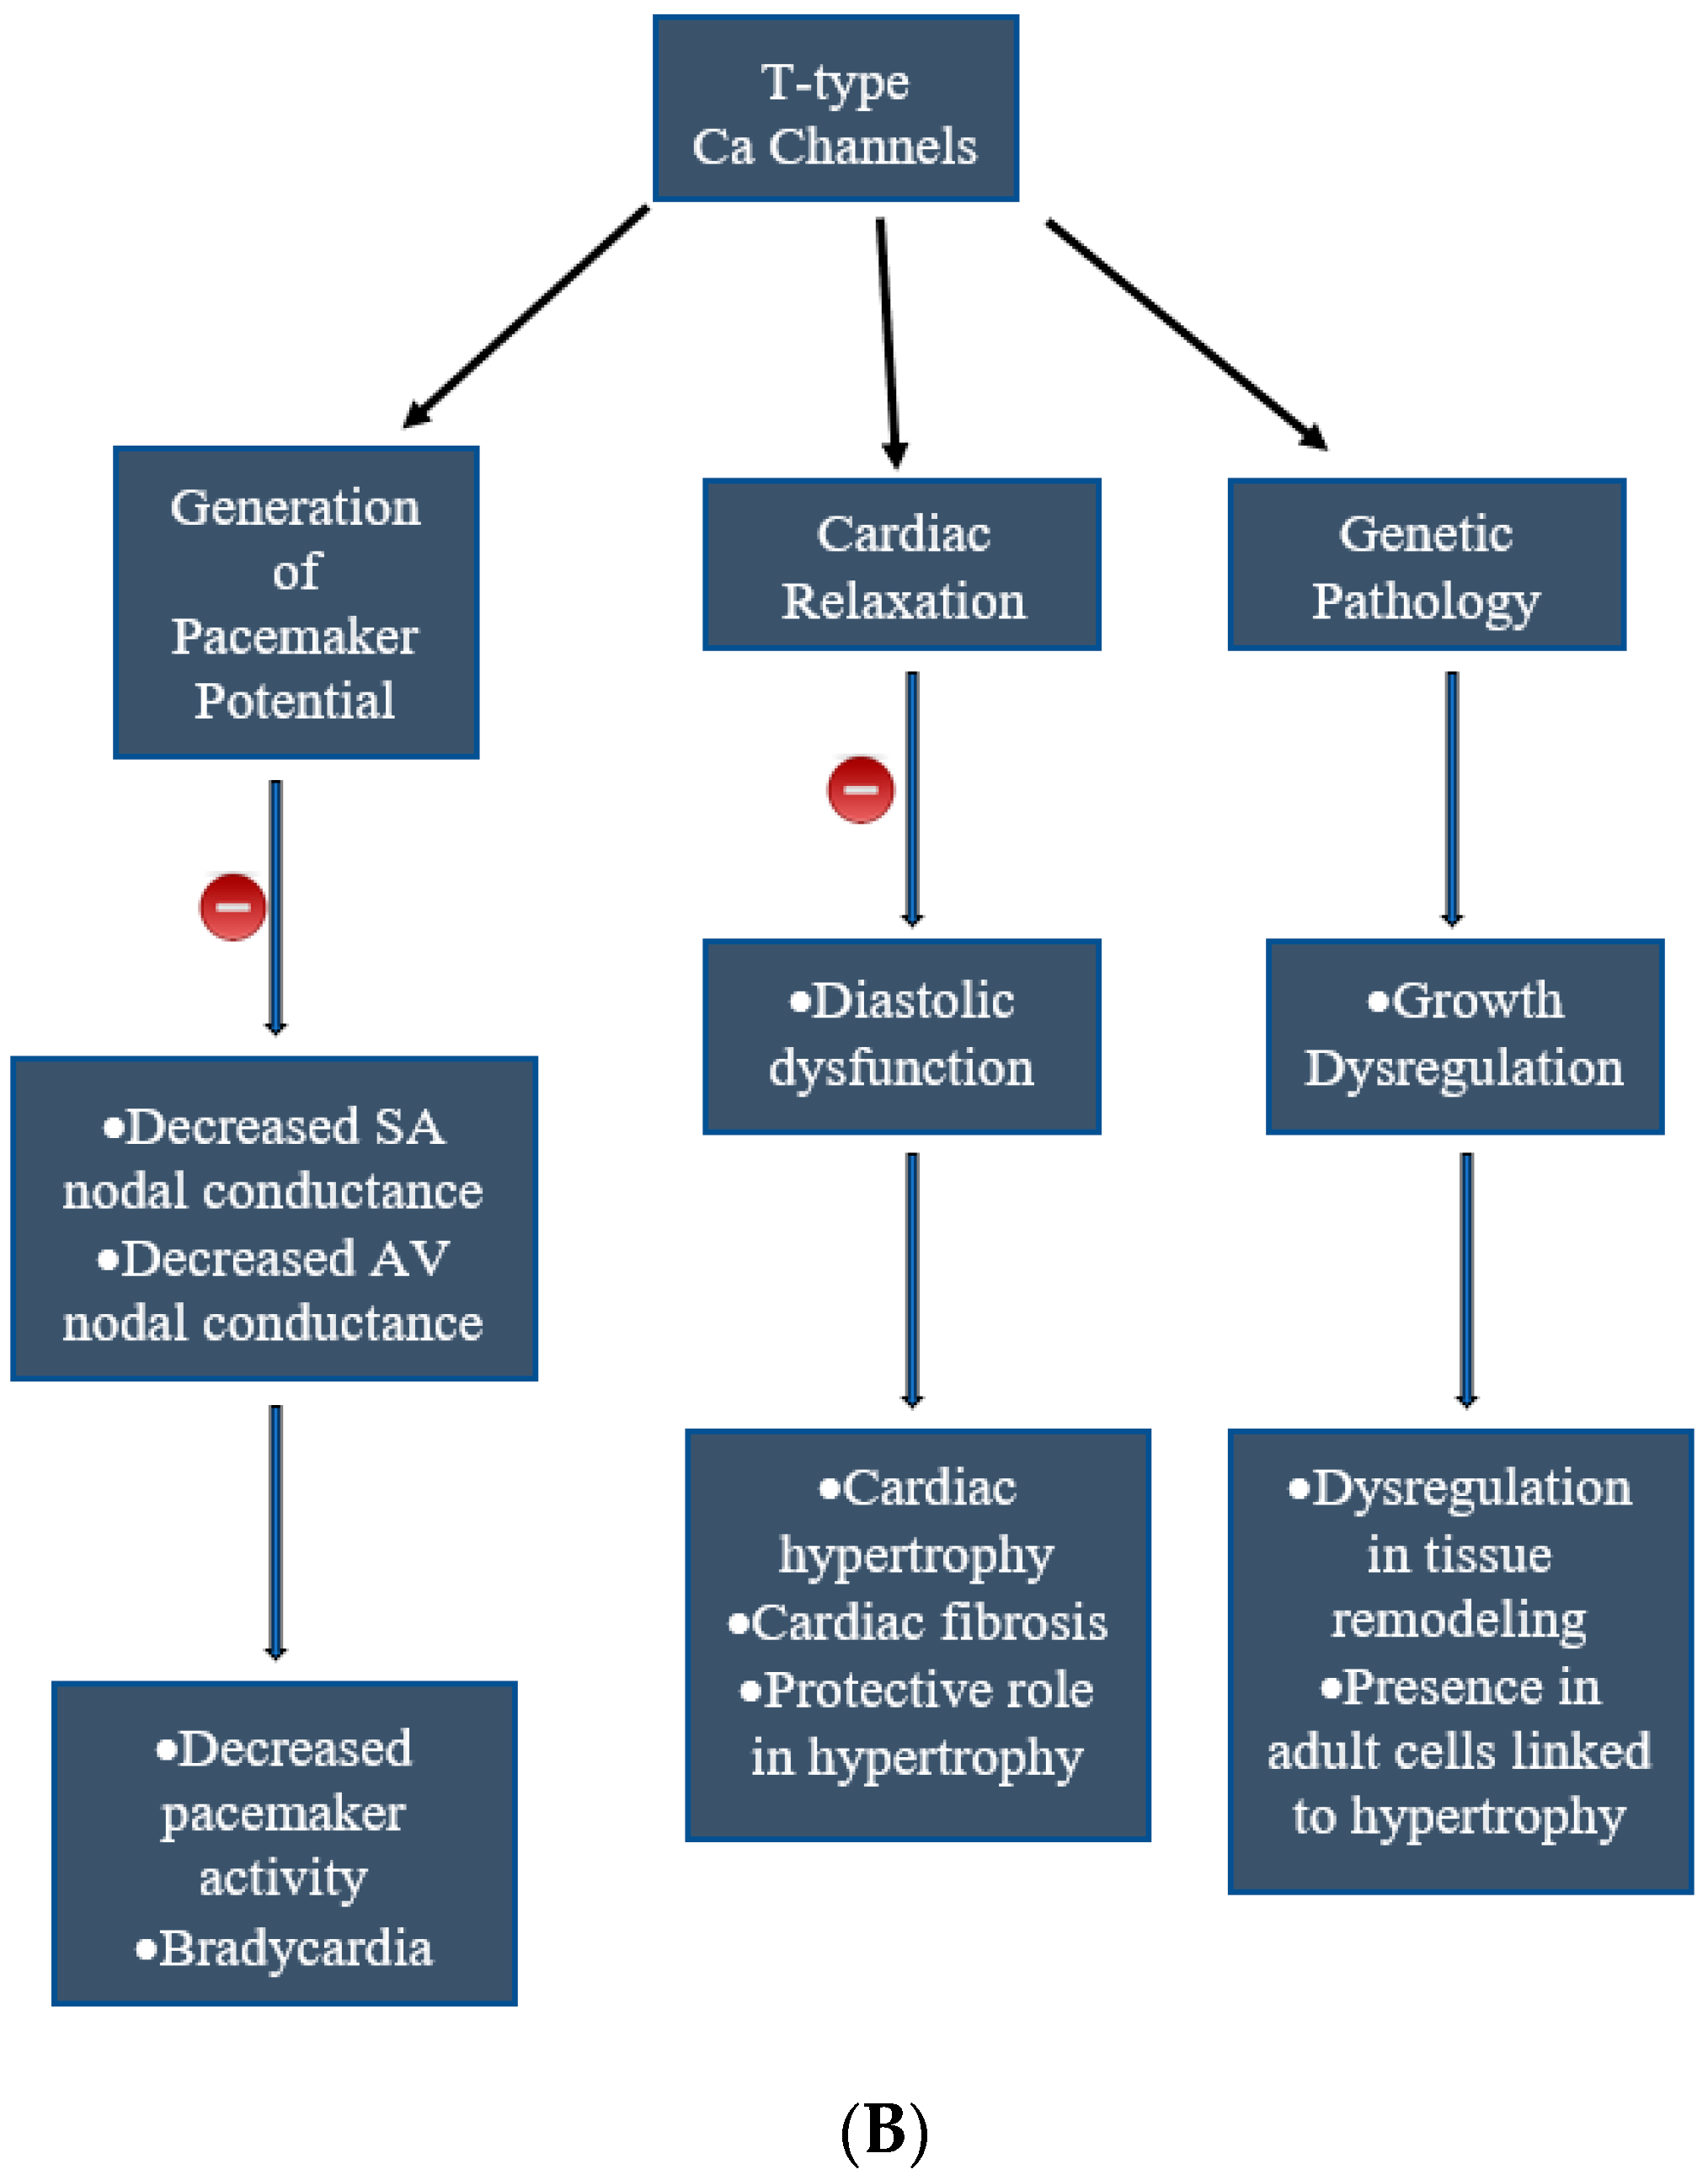 T-type
Ca Channels
Generation
of
Pacemaker
Potential
Cardiac
Relaxation
Genetic
Pathology
•Decreased SA
nodal conductance
•Decreased AV
nodal conductance
•Diastolic
dysfunction
•Growth
Dysregulation
•Decreased
pacemaker
activity
•Bradycardia
•Cardiac
hypertrophy
•Cardiac fibrosis
•Protective role
in hypertrophy
•Dysregulation
in tissue
remodeling
•Presence in
adult cells linked
to hypertrophy
(B)